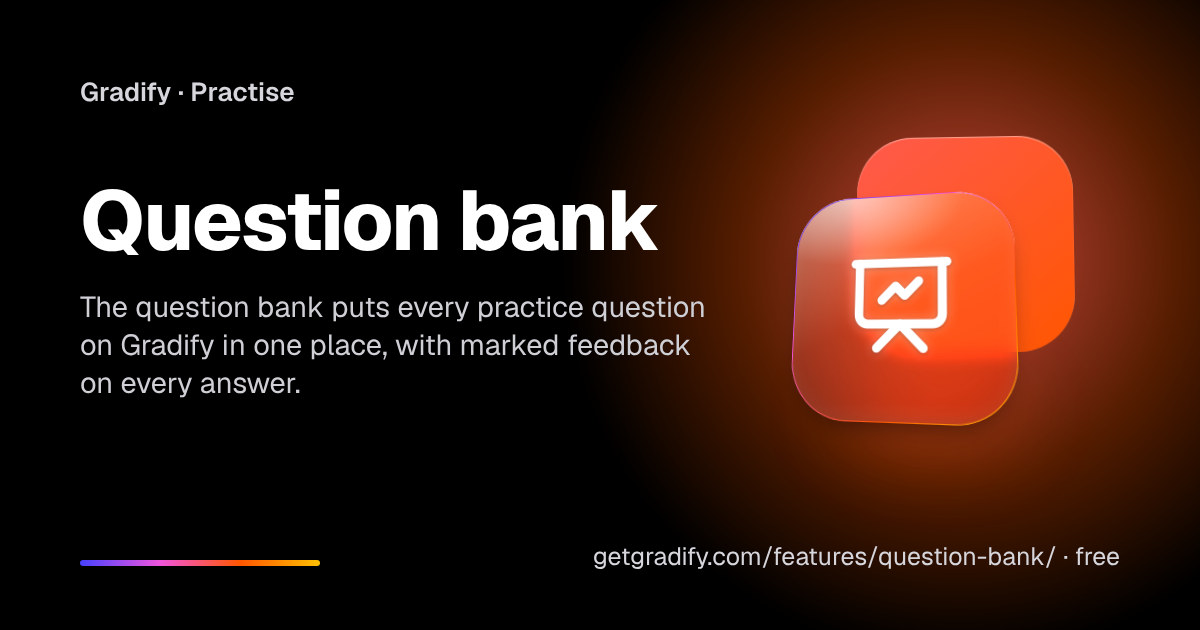 Gradify · Practise
Question bank
The question bank puts every practice question
on Gradify in one place, with marked feedback
on every answer.
getgradify.com/features/question-bank/ · free